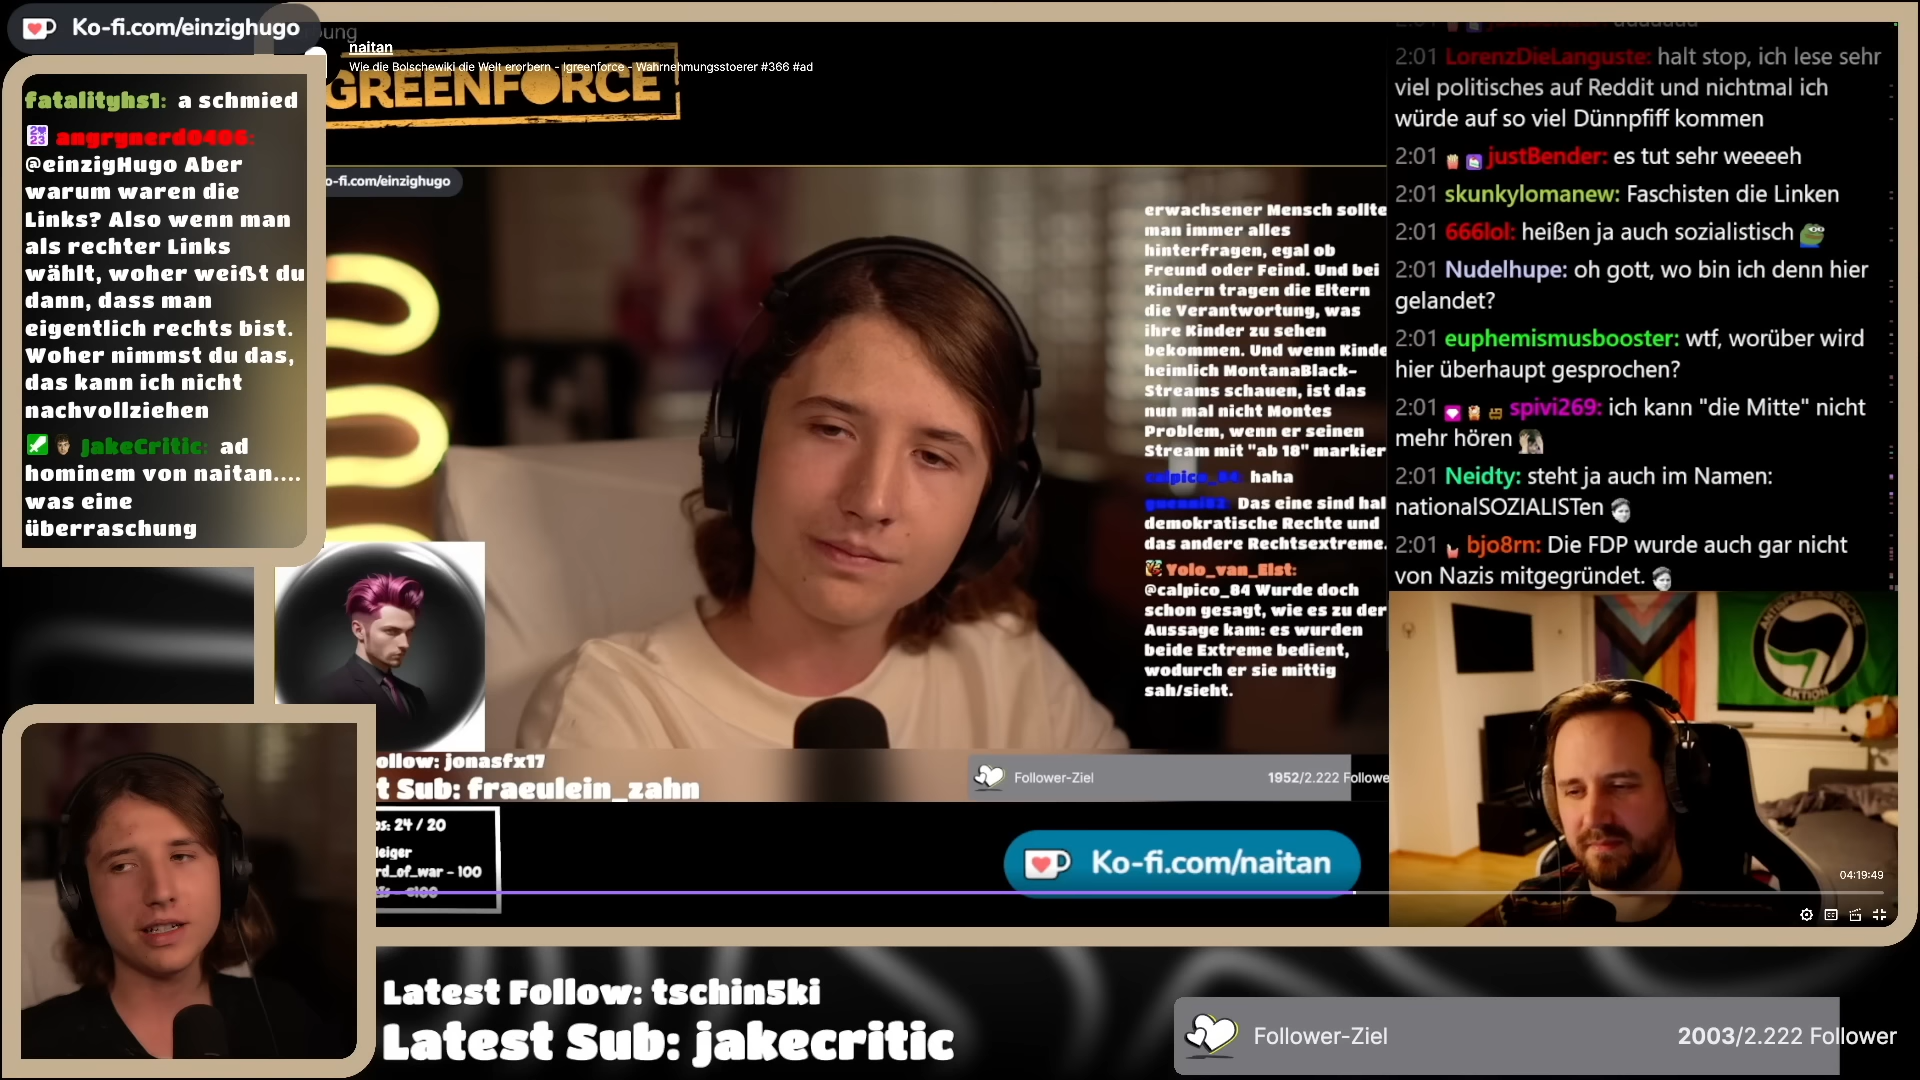 Ko-fi.com/einzighugo
ung
naitan
Wie die Bolschewiki die Welt erorbern - Igreenforce - Wahrnehmungsstoerer #366 #ad
GREENFORCE
fatalityhs1: a schmied
angrynerd0406:
@einzigHugo Aber
warum waren die
Links? Also wenn man
als rechter Links
wählt, woher weißt du
dann, dass man
eigentlich rechts bist.
Woher nimmst du das,
das kann ich nicht
nachvollziehen
JakeCritic: ad
hominem von naitan....
was eine
überraschung
o-fi.com/einzighugo
erwachsener Mensch sollte
man immer alles
hinterfragen, egal ob
Freund oder Feind. Und bei
Kindern tragen die Eltern
die Verantwortung, was
ihre Kinder zu sehen
bekommen. Und wenn Kinde
heimlich MontanaBlack-
Streams schauen, ist das
nun mal nicht Montes
Problem, wenn er seinen
Stream mit "ab 18" markier
calpico_84: haha
Das eine sind hal
demokratische Rechte und
das andere Rechtsextreme.
Yolo_van_Elst:
@calpico_84 Wurde doch
schon gesagt, wie es zu der
Aussage kam: es wurden
beide Extreme bedient,
wodurch er sie mittig
sah/sieht.
2:01 LorenzDieLanguste: halt stop, ich lese sehr
viel politisches auf Reddit und nichtmal ich
würde auf so viel Dünnpfiff kommen
2:01 justBender: es tut sehr weeeeh
2:01 skunkylomanew: Faschisten die Linken
2:01 666lol: heißen ja auch sozialistisch
2:01 Nudelhupe: oh gott, wo bin ich denn hier
gelandet?
2:01 euphemismusbooster: wtf, worüber wird
hier überhaupt gesprochen?
2:01 spivi269: ich kann "die Mitte" nicht
mehr hören
2:01 Neidty: steht ja auch im Namen:
nationalSOZIALISTen
2:01 bjo8rn: Die FDP wurde auch gar nicht
von Nazis mitgegründet.
AKTION
ollow: jonasfx17
t Sub: fraeulein_zahn
Follower-Ziel
1952/2.222 Followe
bs: 24 / 20
leiger
rd_of_war - 100
Ko-fi.com/naitan
04:19:49
Latest Follow: tschin5ki
Latest Sub: jakecritic
Follower-Ziel
2003/2.222 Follower